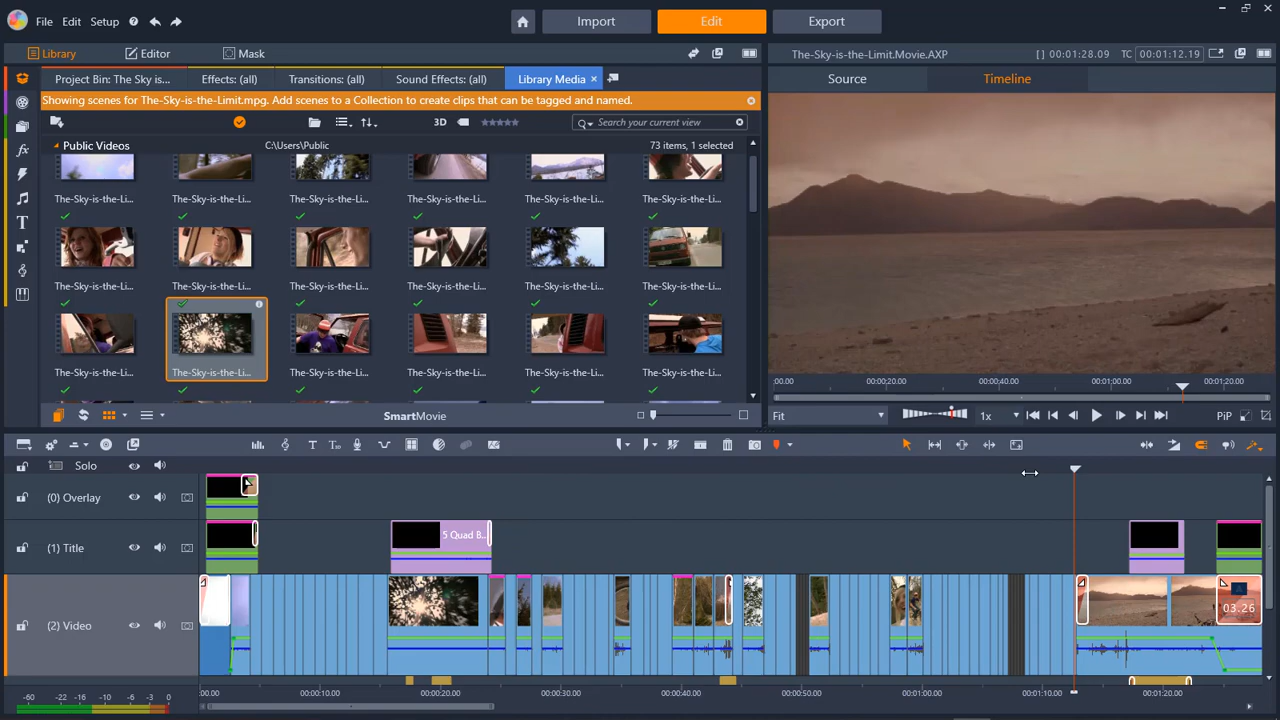 File Edit Setup
Import Edit Export
Library Editor Mask
The-Sky-is-the-Limit.Movie.AXP [ ] 00:01:28.09 TC 00:01:12.19
Project Bin: The Sky is... Effects: (all) Transitions: (all) Sound Effects: (all) Library Media ×
Source Timeline
Showing scenes for The-Sky-is-the-Limit.mpg. Add scenes to a Collection to create clips that can be tagged and named.
3D Search your current view
Public Videos C:\Users\Public 73 items, 1 selected
The-Sky-is-the-Li... The-Sky-is-the-Li... The-Sky-is-the-Li... The-Sky-is-the-Li... The-Sky-is-the-Li... The-Sky-is-the-Li...
The-Sky-is-the-Li... The-Sky-is-the-Li... The-Sky-is-the-Li... The-Sky-is-the-Li... The-Sky-is-the-Li... The-Sky-is-the-Li...
The-Sky-is-the-Li... The-Sky-is-the-Li... The-Sky-is-the-Li... The-Sky-is-the-Li... The-Sky-is-the-Li... The-Sky-is-the-Li...
:00.00 00:00:20.00 00:00:40.00 00:01:00.00 00:01:20.00
SmartMovie
Fit 1x PiP
Solo
(0) Overlay
(1) Title
5 Quad B...
(2) Video
03.26
-60 -22 -16 -10 -6 -3 0
:00.00 00:00:10.00 00:00:20.00 00:00:30.00 00:00:40.00 00:00:50.00 00:01:00.00 00:01:10.00 00:01:20.00